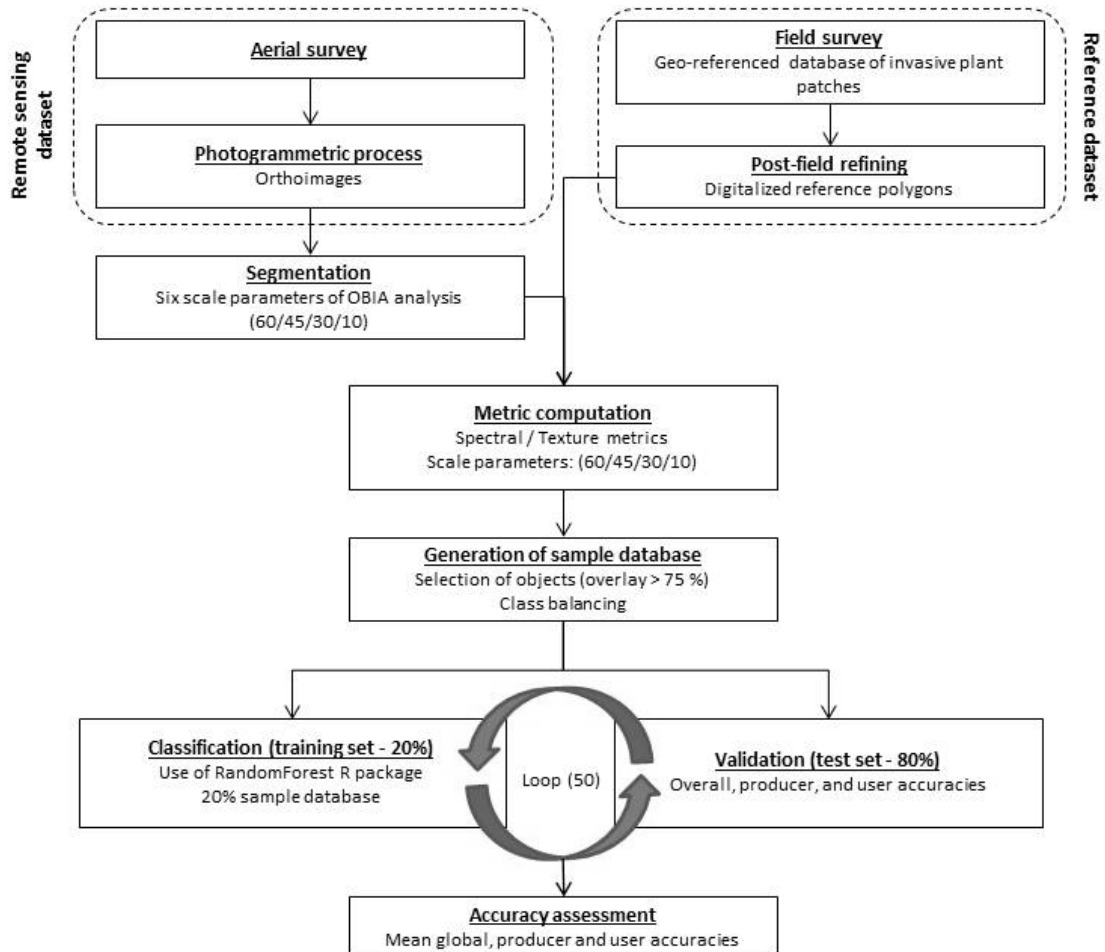 Remote sensing
dataset
Aerial survey
Photogrammetric process
Orthoimages
Field survey
Geo-referenced database of invasive plant
patches
Post-field refining
Digitalized reference polygons
Reference dataset
Segmentation
Six scale parameters of OBIA analysis
(60/45/30/10)
Metric computation
Spectral / Texture metrics
Scale parameters: (60/45/30/10)
Generation of sample database
Selection of objects (overlay > 75 %)
Class balancing
Classification (training set - 20%)
Use of RandomForest R package
20% sample database
Loop (50)
Validation (test set - 80%)
Overall, producer, and user accuracies
Accuracy assessment
Mean global, producer and user accuracies